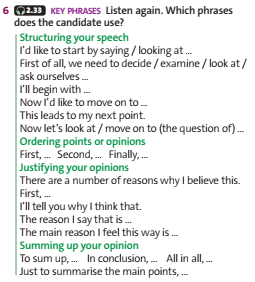 6 2.33 KEY PHRASES Listen again. Which phrases
does the candidate use?
Structuring your speech
I'd like to start by saying / looking at ...
First of all, we need to decide / examine / look at /
ask ourselves ...
I'll begin with ...
Now I'd like to move on to ...
This leads to my next point.
Now let's look at / move on to (the question of) ...
Ordering points or opinions
First, ... Second, ... Finally, ...
Justifying your opinions
There are a number of reasons why I believe this.
First, ...
I'll tell you why I think that.
The reason I say that is ...
The main reason I feel this way is ...
Summing up your opinion
To sum up, ... In conclusion, ... All in all, ...
Just to summarise the main points, ...